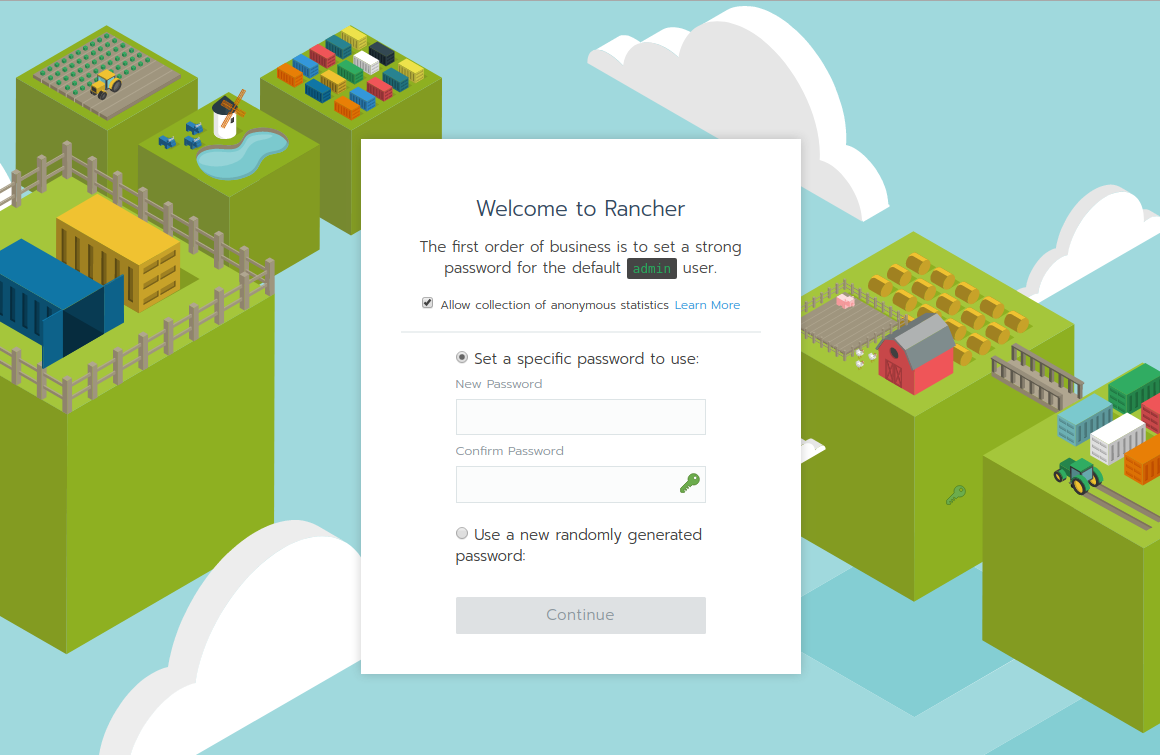 Welcome to Rancher
The first order of business is to set a strong
password for the default admin user.
Allow collection of anonymous statistics Learn More
Set a specific password to use:
New Password
Confirm Password
Use a new randomly generated
password:
Continue